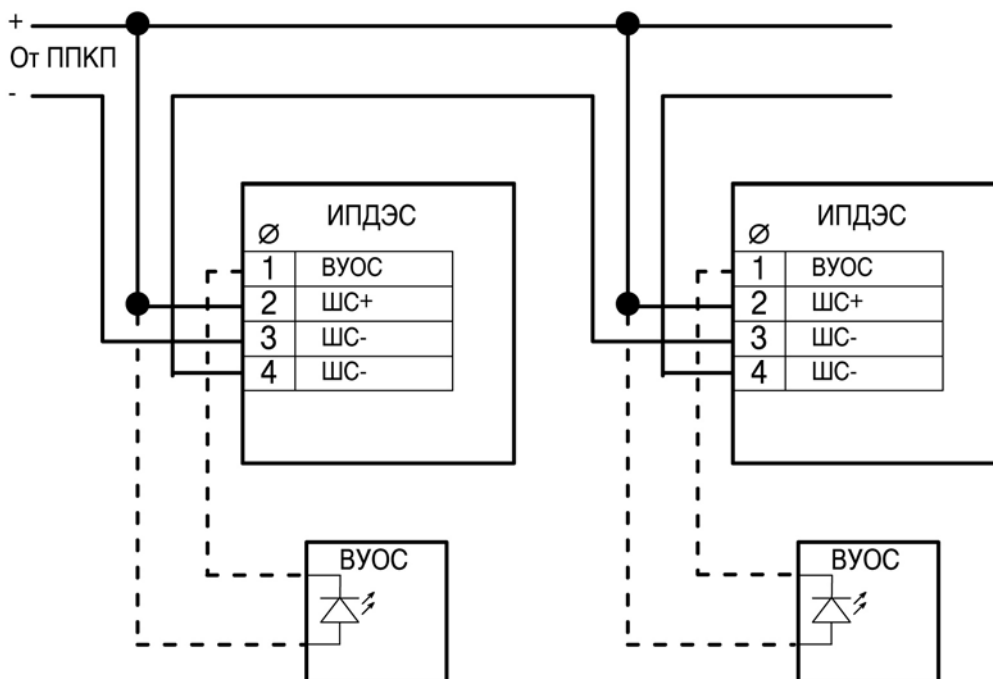 +
От ППКП
-
ИПДЭС
⌀
1 ВУОС
2 ШС+
3 ШС-
4 ШС-
ИПДЭС
⌀
1 ВУОС
2 ШС+
3 ШС-
4 ШС-
ВУОС
ВУОС